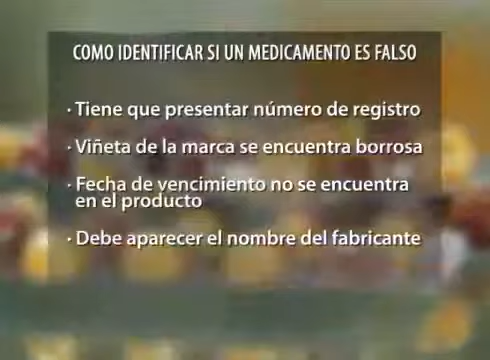 COMO IDENTIFICAR SI UN MEDICAMENTO ES FALSO
· Tiene que presentar número de registro
· Viñeta de la marca se encuentra borrosa
· Fecha de vencimiento no se encuentra
en el producto
· Debe aparecer el nombre del fabricante